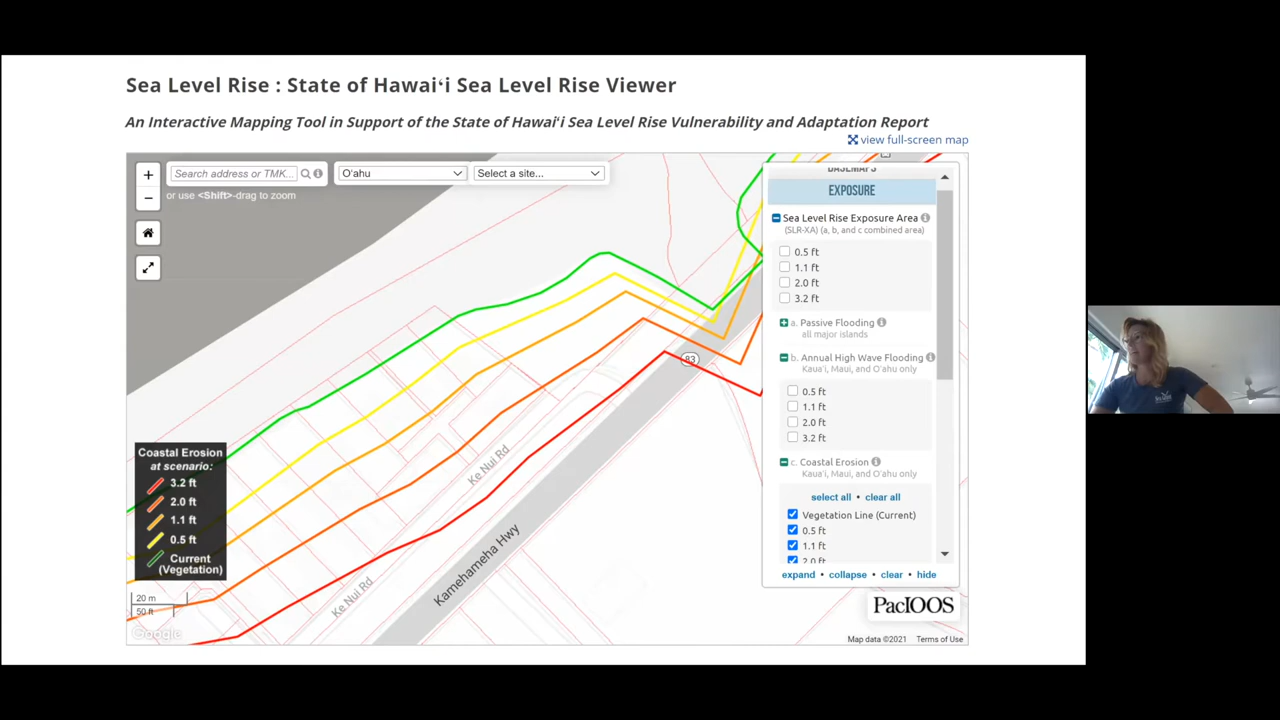 Sea Level Rise : State of Hawaiʻi Sea Level Rise Viewer
An Interactive Mapping Tool in Support of the State of Hawaiʻi Sea Level Rise Vulnerability and Adaptation Report
view full-screen map
+
−
Search address or TMK...
Oʻahu
Select a site...
or use <Shift>-drag to zoom
BASEMAPS
EXPOSURE
Sea Level Rise Exposure Area
(SLR-XA) (a, b, and c combined area)
0.5 ft
1.1 ft
2.0 ft
3.2 ft
a. Passive Flooding
all major islands
b. Annual High Wave Flooding
Kauaʻi, Maui, and Oʻahu only
0.5 ft
1.1 ft
2.0 ft
3.2 ft
c. Coastal Erosion
Kauaʻi, Maui, and Oʻahu only
select all • clear all
Vegetation Line (Current)
0.5 ft
1.1 ft
2.0 ft
expand • collapse • clear • hide
83
Ke Nui Rd
Ke Nui Rd
Kamehameha Hwy
Coastal Erosion
at scenario:
3.2 ft
2.0 ft
1.1 ft
0.5 ft
Current
(Vegetation)
20 m
50 ft
Google
PacIOOS
Map data ©2021
Terms of Use